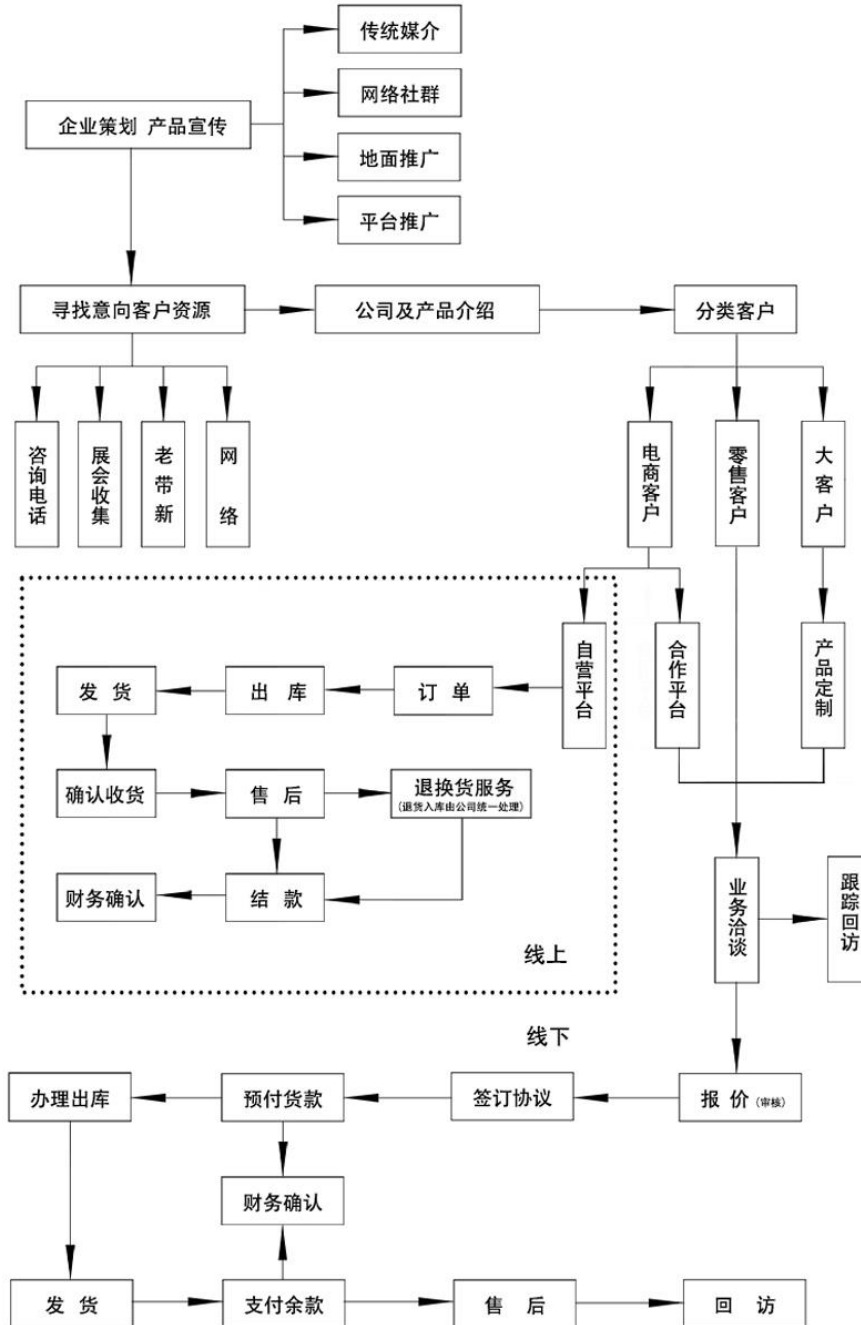 传统媒介
网络社群
企业策划 产品宣传
地面推广
平台推广
寻找意向客户资源
公司及产品介绍
分类客户
咨询电话
展会收集
老带新
网络
电商客户
零售客户
大客户
自营平台
合作平台
产品定制
发货
出库
订单
确认收货
售后
退换货服务
(退货入库由公司统一处理)
财务确认
结款
业务洽谈
跟踪回访
线上
线下
办理出库
预付货款
签订协议
报价(审核)
财务确认
发货
支付余款
售后
回访